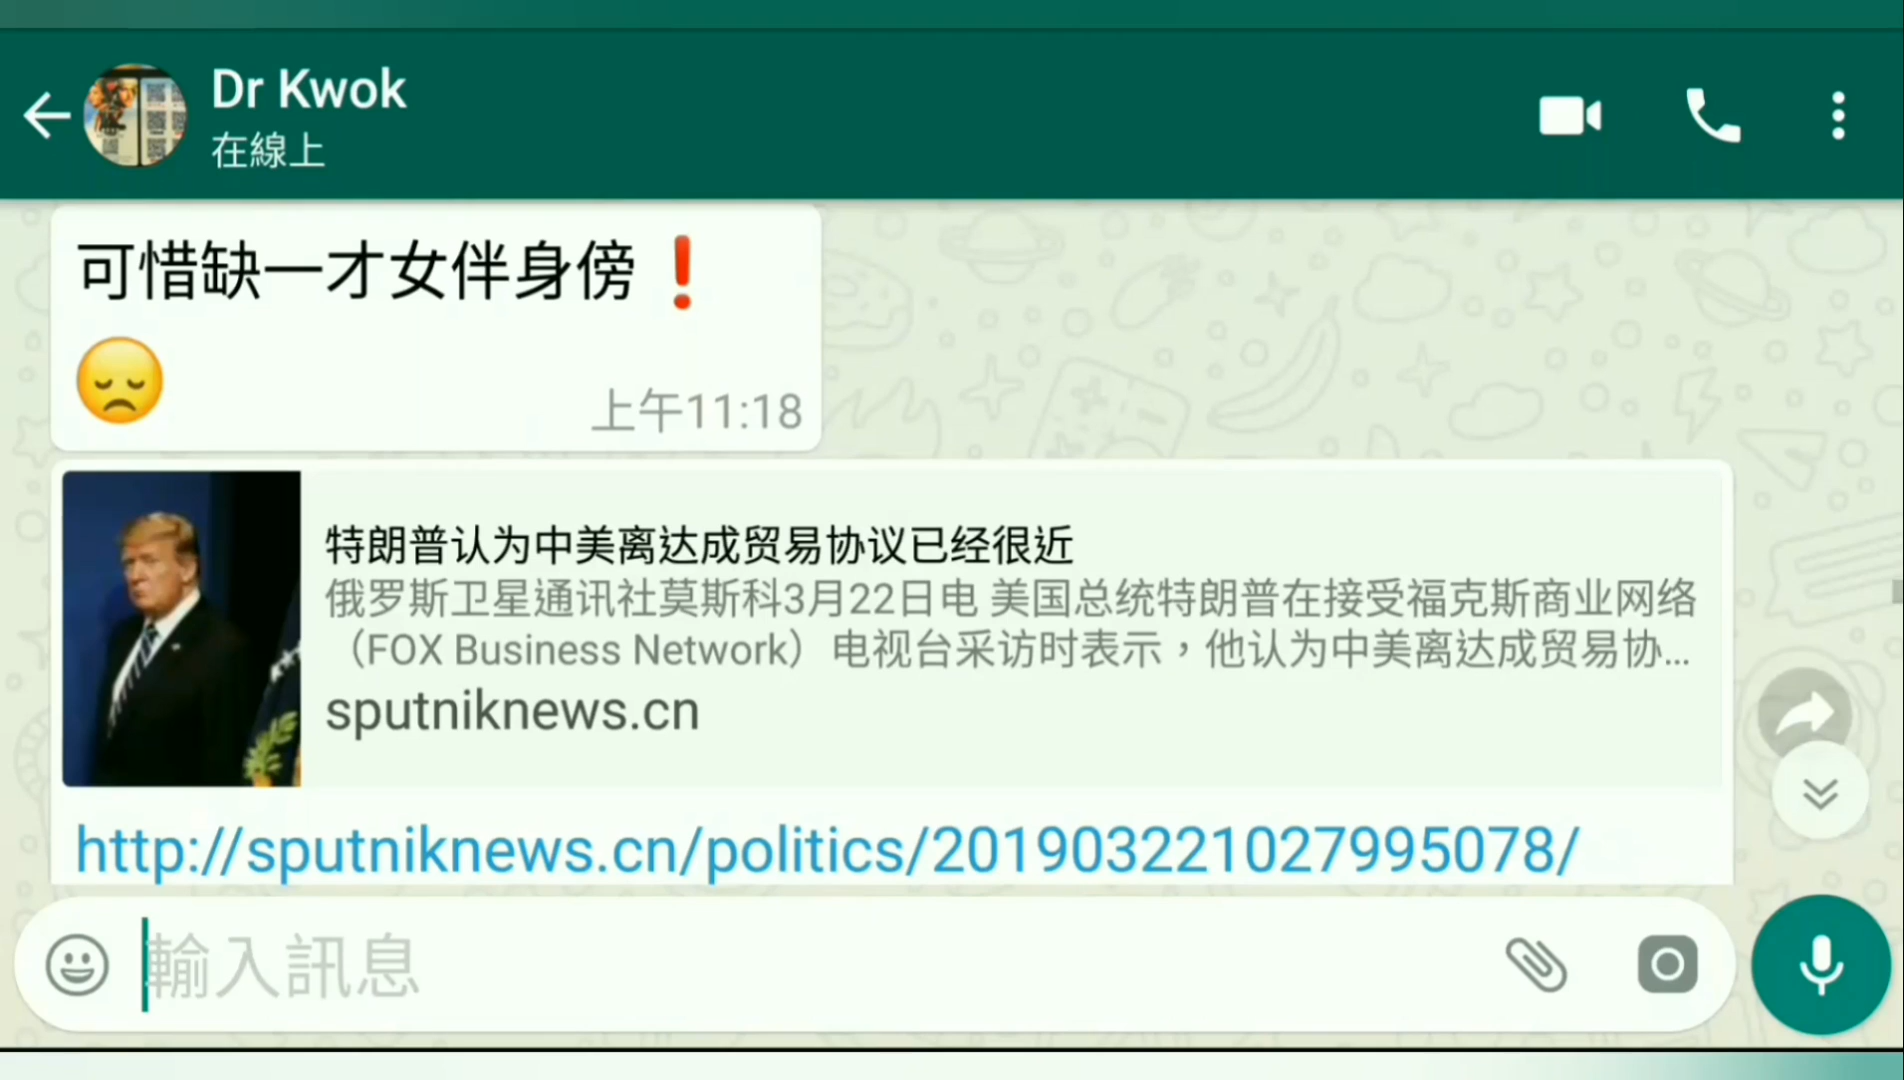 Dr Kwok
在線上
可惜缺一才女伴身傍❗
😞
上午11:18
特朗普认为中美离达成贸易协议已经很近
俄罗斯卫星通讯社莫斯科3月22日电 美国总统特朗普在接受福克斯商业网络
（FOX Business Network）电视台采访时表示，他认为中美离达成贸易协...
sputniknews.cn
http://sputniknews.cn/politics/201903221027995078/
輸入訊息